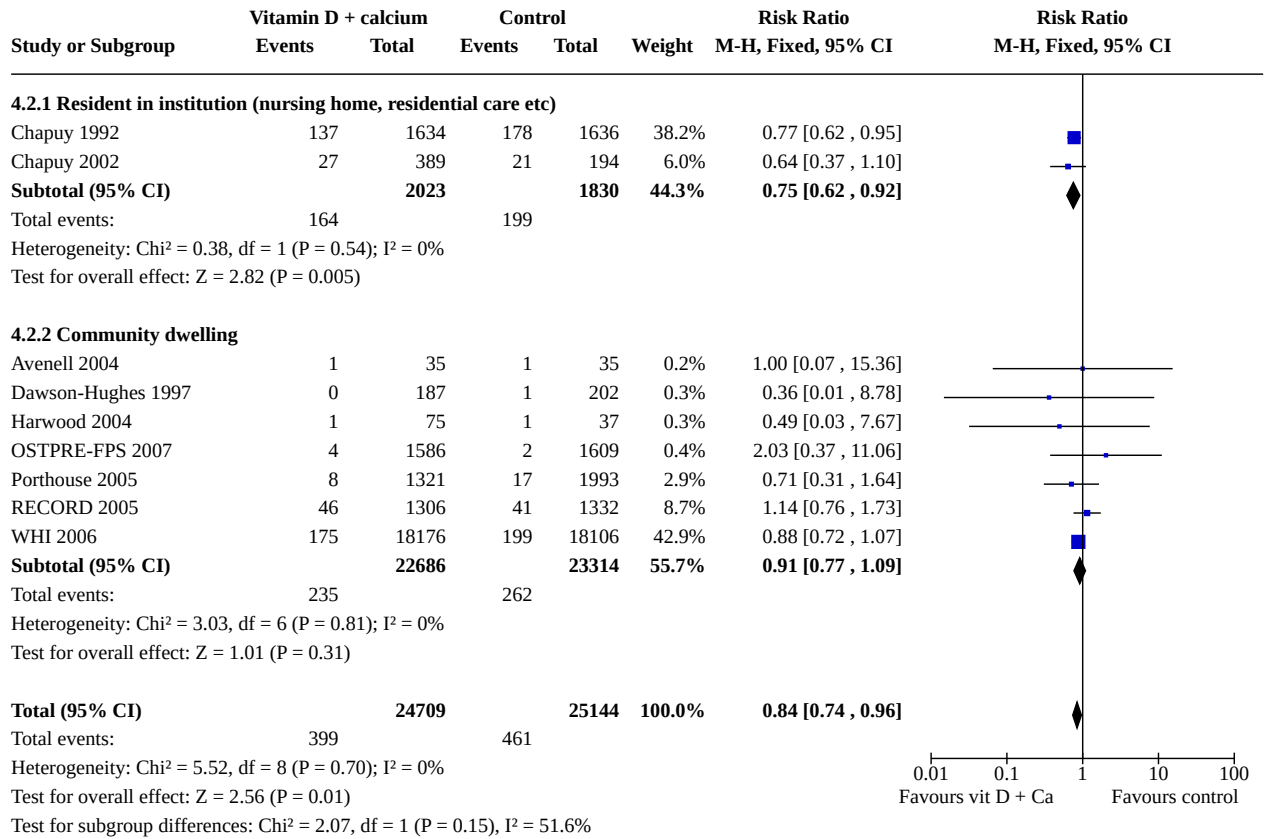 Vitamin D + calcium Control Risk Ratio Risk Ratio
Study or Subgroup Events Total Events Total Weight M-H, Fixed, 95% CI M-H, Fixed, 95% CI
4.2.1 Resident in institution (nursing home, residential care etc)
Chapuy 1992 137 1634 178 1636 38.2% 0.77 [0.62 , 0.95]
Chapuy 2002 27 389 21 194 6.0% 0.64 [0.37 , 1.10]
Subtotal (95% CI) 2023 1830 44.3% 0.75 [0.62 , 0.92]
Total events: 164 199
Heterogeneity: Chi² = 0.38, df = 1 (P = 0.54); I² = 0%
Test for overall effect: Z = 2.82 (P = 0.005)
4.2.2 Community dwelling
Avenell 2004 1 35 1 35 0.2% 1.00 [0.07 , 15.36]
Dawson-Hughes 1997 0 187 1 202 0.3% 0.36 [0.01 , 8.78]
Harwood 2004 1 75 1 37 0.3% 0.49 [0.03 , 7.67]
OSTPRE-FPS 2007 4 1586 2 1609 0.4% 2.03 [0.37 , 11.06]
Porthouse 2005 8 1321 17 1993 2.9% 0.71 [0.31 , 1.64]
RECORD 2005 46 1306 41 1332 8.7% 1.14 [0.76 , 1.73]
WHI 2006 175 18176 199 18106 42.9% 0.88 [0.72 , 1.07]
Subtotal (95% CI) 22686 23314 55.7% 0.91 [0.77 , 1.09]
Total events: 235 262
Heterogeneity: Chi² = 3.03, df = 6 (P = 0.81); I² = 0%
Test for overall effect: Z = 1.01 (P = 0.31)
Total (95% CI) 24709 25144 100.0% 0.84 [0.74 , 0.96]
Total events: 399 461
Heterogeneity: Chi² = 5.52, df = 8 (P = 0.70); I² = 0%
Test for overall effect: Z = 2.56 (P = 0.01)
Test for subgroup differences: Chi² = 2.07, df = 1 (P = 0.15), I² = 51.6%
0.01 0.1 1 10 100
Favours vit D + Ca Favours control